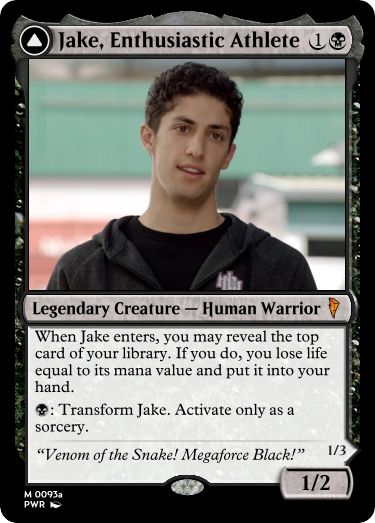 Jake, Enthusiastic Athlete 1
Legendary Creature — Human Warrior
When Jake enters, you may reveal the top
card of your library. If you do, you lose life
equal to its mana value and put it into your
hand.
: Transform Jake. Activate only as a
sorcery.
“Venom of the Snake! Megaforce Black!”
1/3
1/2
M 0093a
PWR